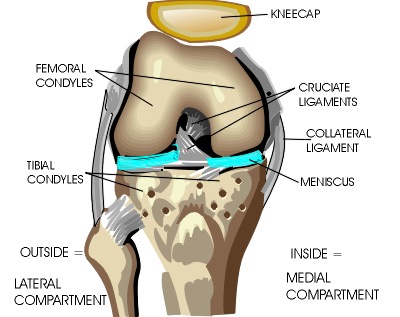 KNEECAP
FEMORAL
CONDYLES
CRUCIATE
LIGAMENTS
COLLATERAL
LIGAMENT
TIBIAL
CONDYLES
MENISCUS
OUTSIDE =
LATERAL
COMPARTMENT
INSIDE =
MEDIAL
COMPARTMENT